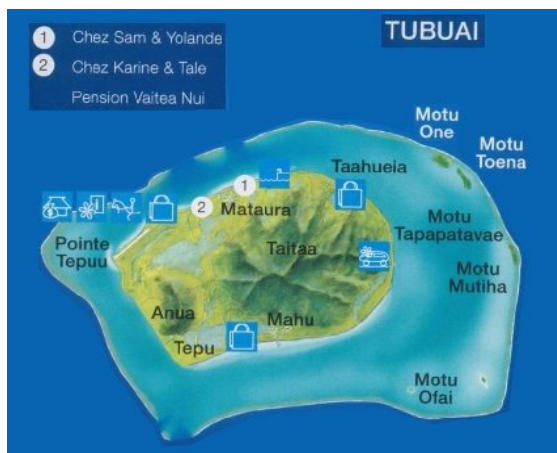 TUBUAI
1 Chez Sam & Yolande
2 Chez Karine & Tale
Pension Vaitea Nui
Motu
One
Motu
Toena
Taahueia
1
2
Mataura
Motu
Tapapatavae
Pointe
Tepuu
Taitaa
Motu
Mutiha
Anua
Mahu
Tepu
Motu
Ofai